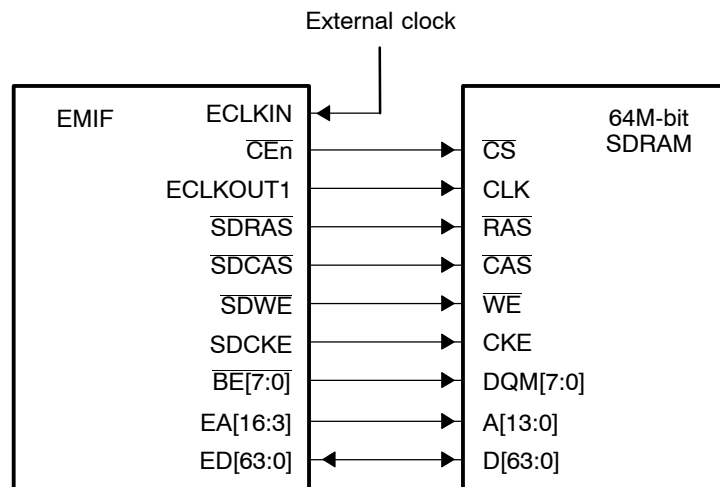 External clock
EMIF
ECLKIN
64M-bit
SDRAM
CEn
CS
ECLKOUT1
CLK
SDRAS
RAS
SDCAS
CAS
SDWE
WE
SDCKE
CKE
BE[7:0]
DQM[7:0]
EA[16:3]
A[13:0]
ED[63:0]
D[63:0]